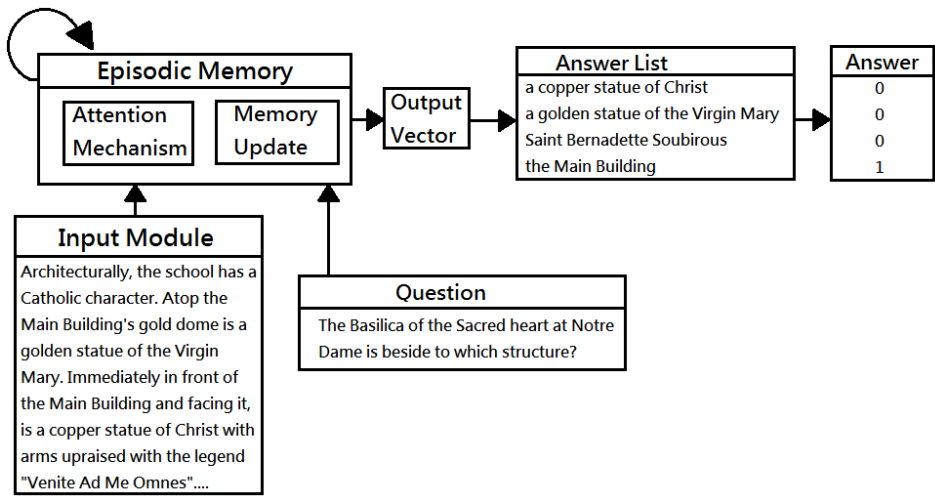 Episodic Memory
Attention
Mechanism
Memory
Update
Output
Vector
Answer List
a copper statue of Christ
a golden statue of the Virgin Mary
Saint Bernadette Soubirous
the Main Building
Answer
0
0
0
1
Input Module
Architecturally, the school has a
Catholic character. Atop the
Main Building's gold dome is a
golden statue of the Virgin
Mary. Immediately in front of
the Main Building and facing it,
is a copper statue of Christ with
arms upraised with the legend
"Venite Ad Me Omnes"....
Question
The Basilica of the Sacred heart at Notre
Dame is beside to which structure?